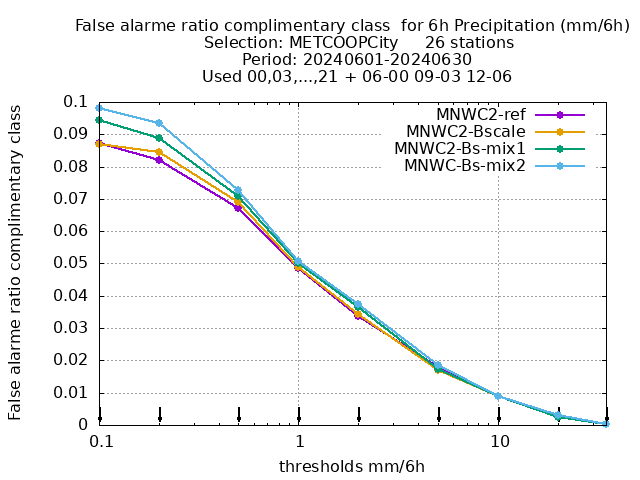 False alarme ratio complimentary class  for 6h Precipitation (mm/6h)
Selection: METCOOPCity     26 stations
Period: 20240601-20240630
Used 00,03,...,21 + 06-00 09-03 12-06
MNWC2-ref
MNWC2-Bscale
MNWC2-Bs-mix1
MNWC-Bs-mix2
False alarme ratio complimentary class
0.1
0.09
0.08
0.07
0.06
0.05
0.04
0.03
0.02
0.01
0
0.1 1 10
thresholds mm/6h